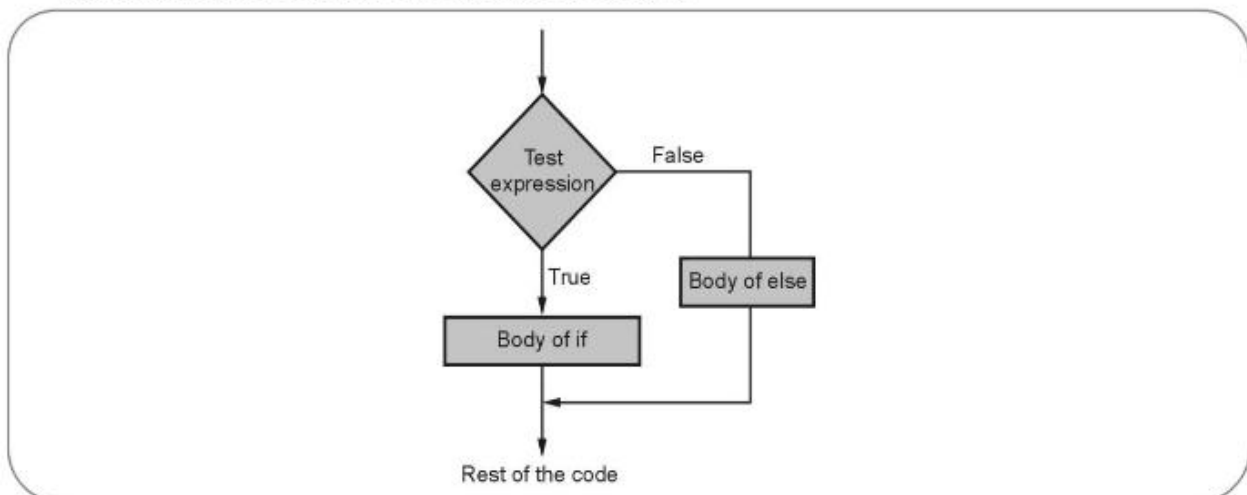 Test
expression
False
True
Body of else
Body of if
Rest of the code